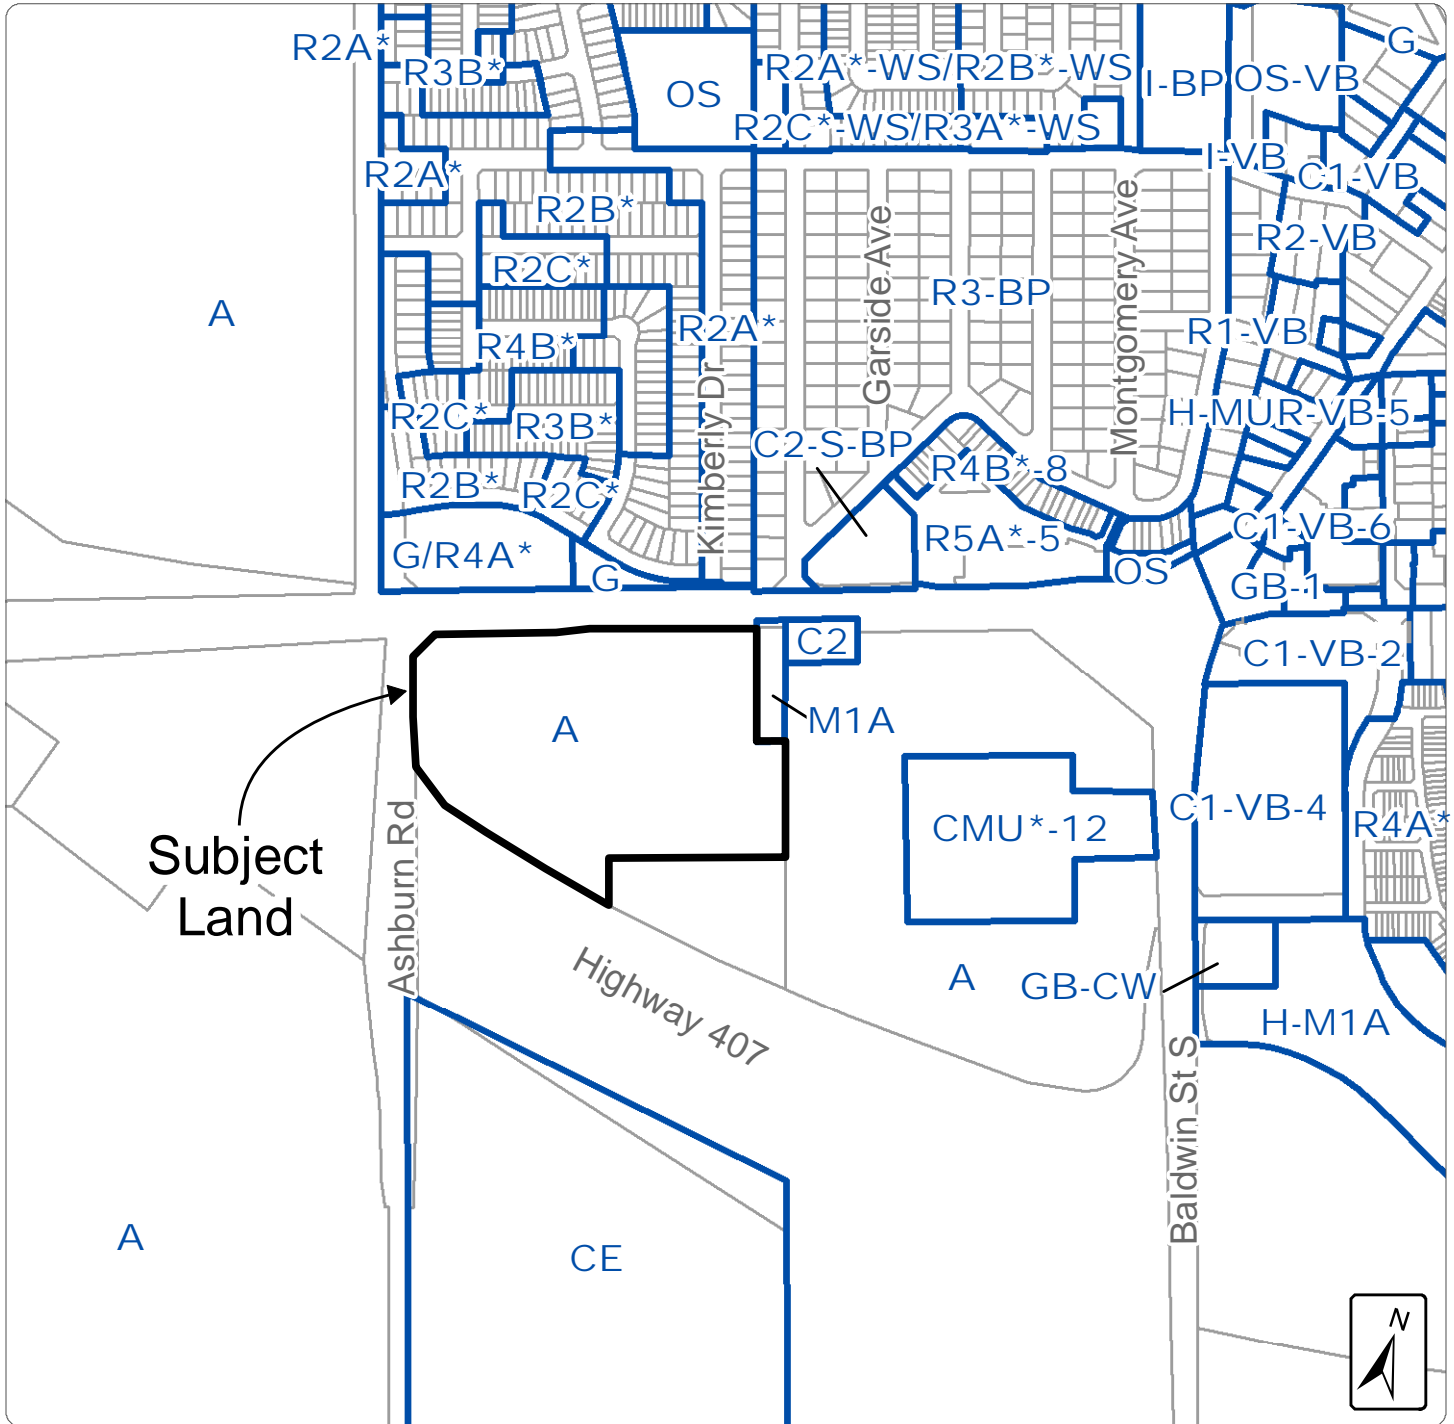 R2A*
R3B*
OS
R2A*-WS/R2B*-WS
I-BP
OS-VB
G
R2C*-WS/R3A*-WS
I-VB
C1-VB
R2A*
R2B*
R2-VB
R2C*
A
R3-BP
Garside Ave
Montgomery Ave
R2A*
R1-VB
R4B*
Kimberly Dr
R2C*
R3B*
H-MUR-VB-5
C2-S-BP
R4B*-8
R2B*
R2C*
C1-VB-6
R5A*-5
G/R4A*
G
OS
GB-1
C2
C1-VB-2
A
M1A
C1-VB-4
CMU*-12
R4A*
Subject
Land
Ashburn Rd
Highway 407
A
GB-CW
H-M1A
Baldwin St S
A
CE
N